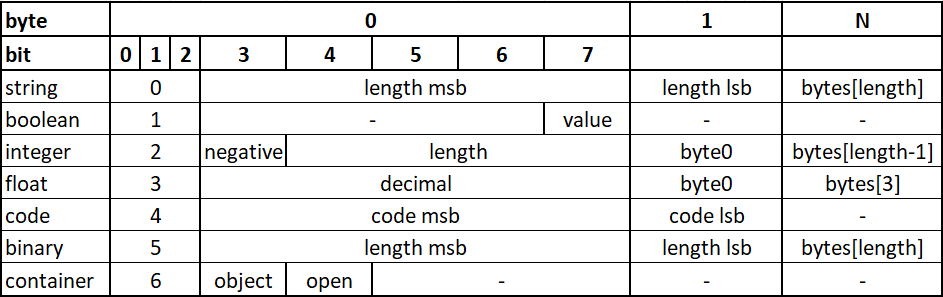 byte 0 1 N
bit 0 1 2 3 4 5 6 7
string 0 length msb length lsb bytes[length]
boolean 1 - value - -
integer 2 negative length byte0 bytes[length-1]
float 3 decimal byte0 bytes[3]
code 4 code msb code lsb -
binary 5 length msb length lsb bytes[length]
container 6 object open - - -